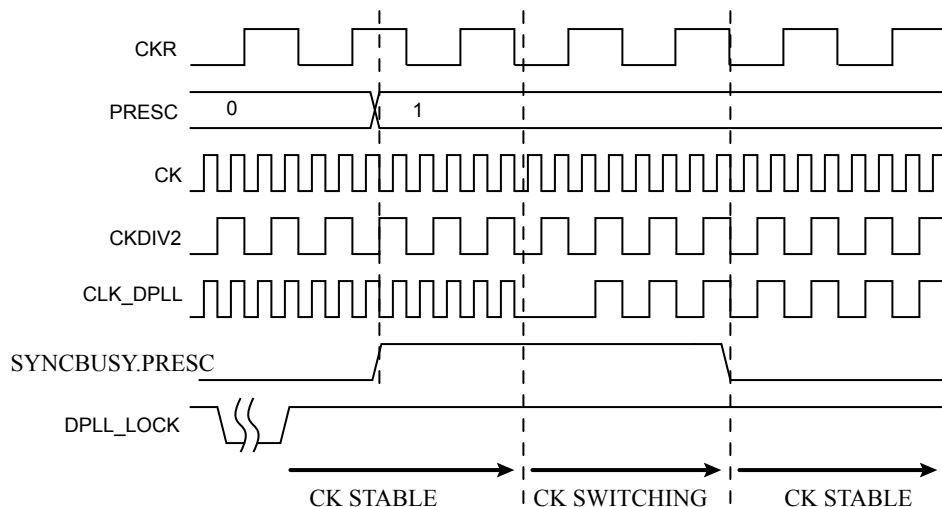 CKR
PRESC
0
1
CK
CKDIV2
CLK_DPLL
SYNCBUSY.PRESC
DPLL_LOCK
CK STABLE
CK SWITCHING
CK STABLE